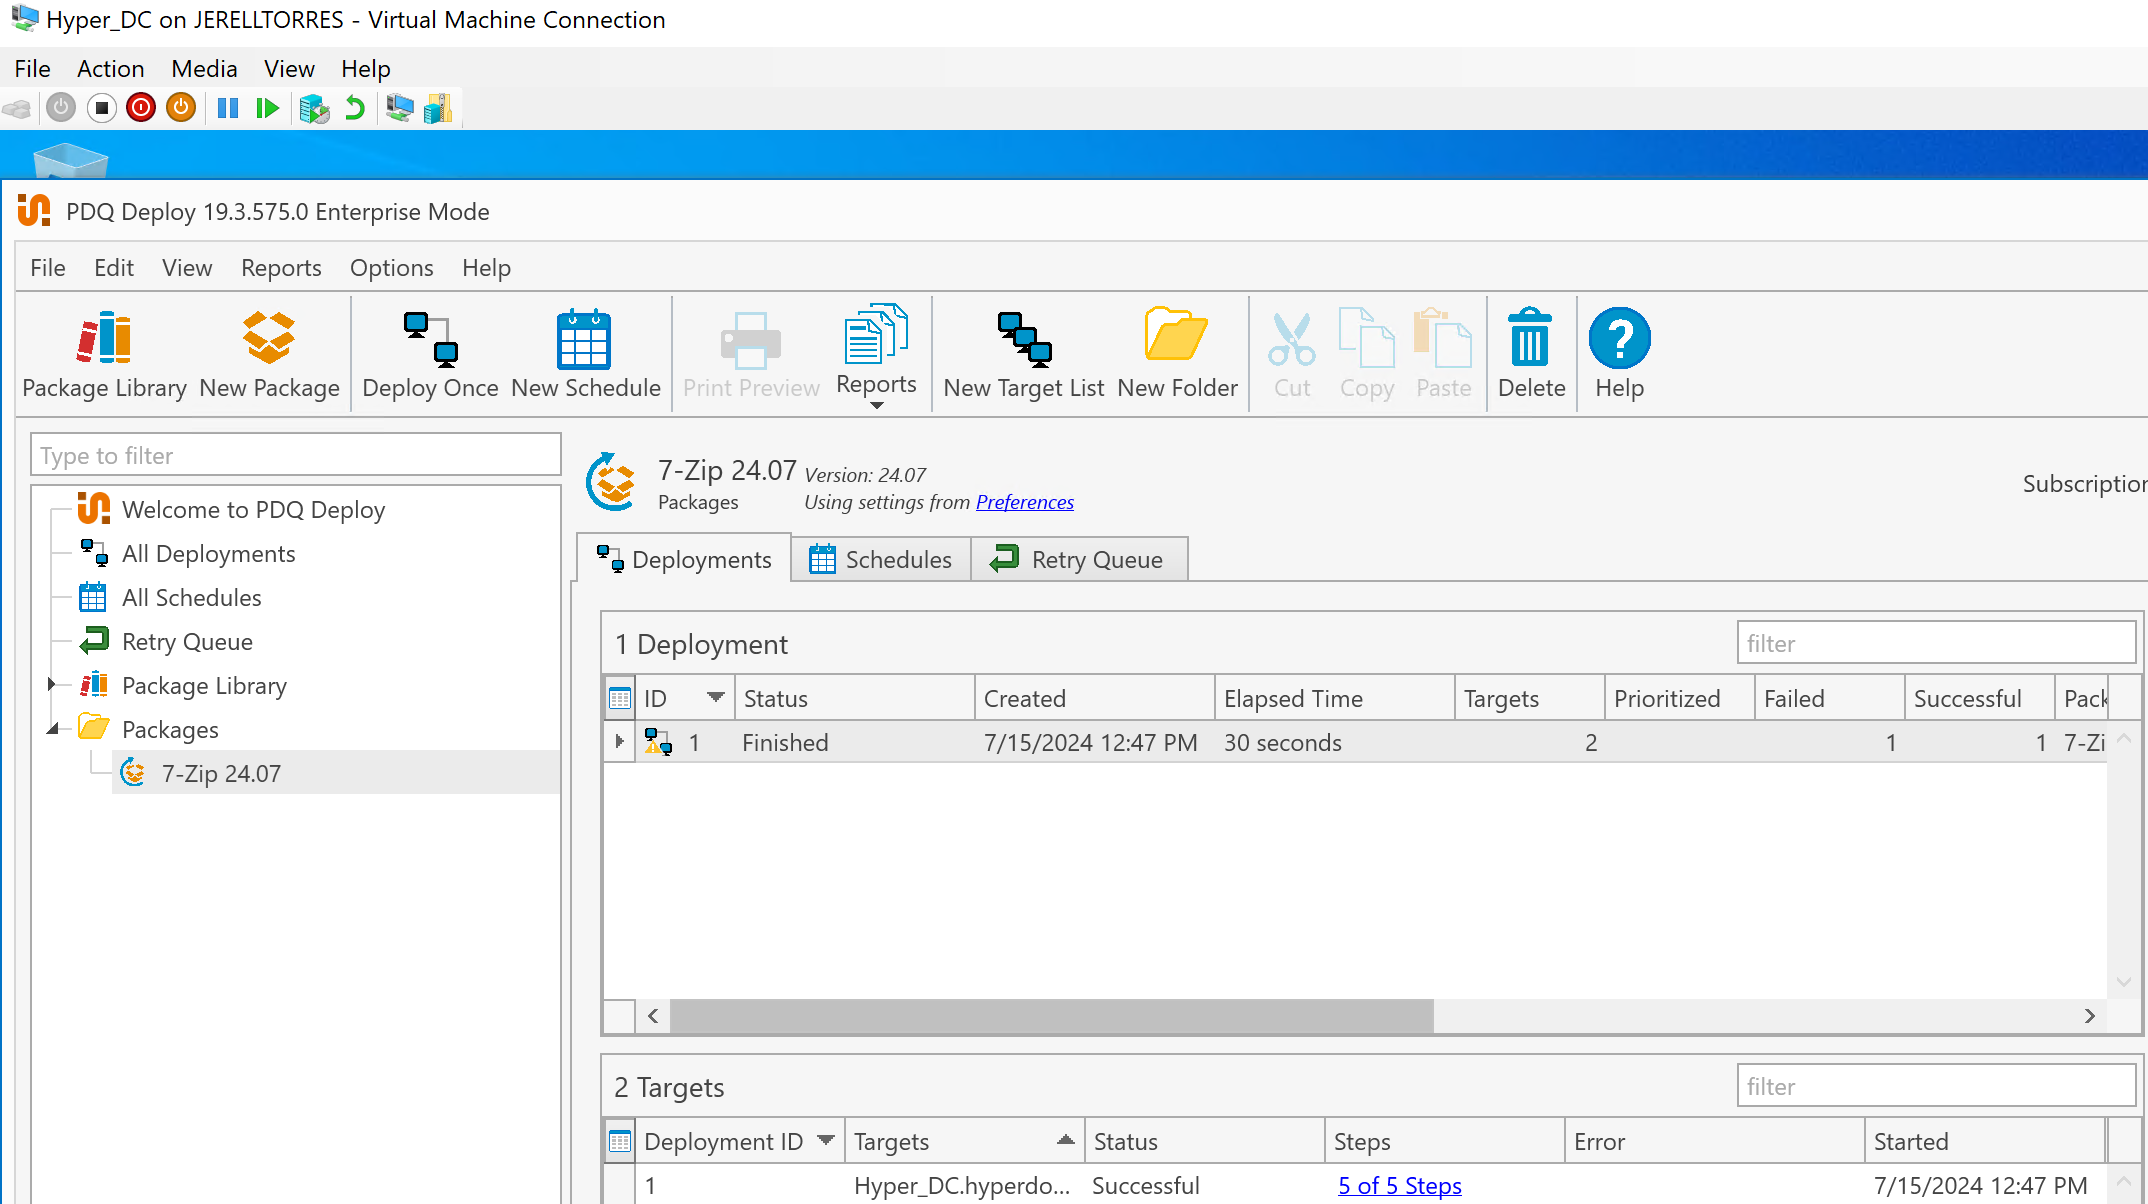 Hyper_DC on JERELLTORRES - Virtual Machine Connection
File Action Media View Help
PDQ Deploy 19.3.575.0 Enterprise Mode
File Edit View Reports Options Help
Package Library New Package Deploy Once New Schedule Print Preview Reports New Target List New Folder Cut Copy Paste Delete Help
Type to filter
Welcome to PDQ Deploy
All Deployments
All Schedules
Retry Queue
Package Library
Packages
7-Zip 24.07
7-Zip 24.07 Version: 24.07
Packages Using settings from Preferences
Subscription
Deployments Schedules Retry Queue
1 Deployment filter
ID Status Created Elapsed Time Targets Prioritized Failed Successful Pack
1 Finished 7/15/2024 12:47 PM 30 seconds 2 1 1 7-Zi
2 Targets filter
Deployment ID Targets Status Steps Error Started
1 Hyper_DC.hyperdo... Successful 5 of 5 Steps 7/15/2024 12:47 PM